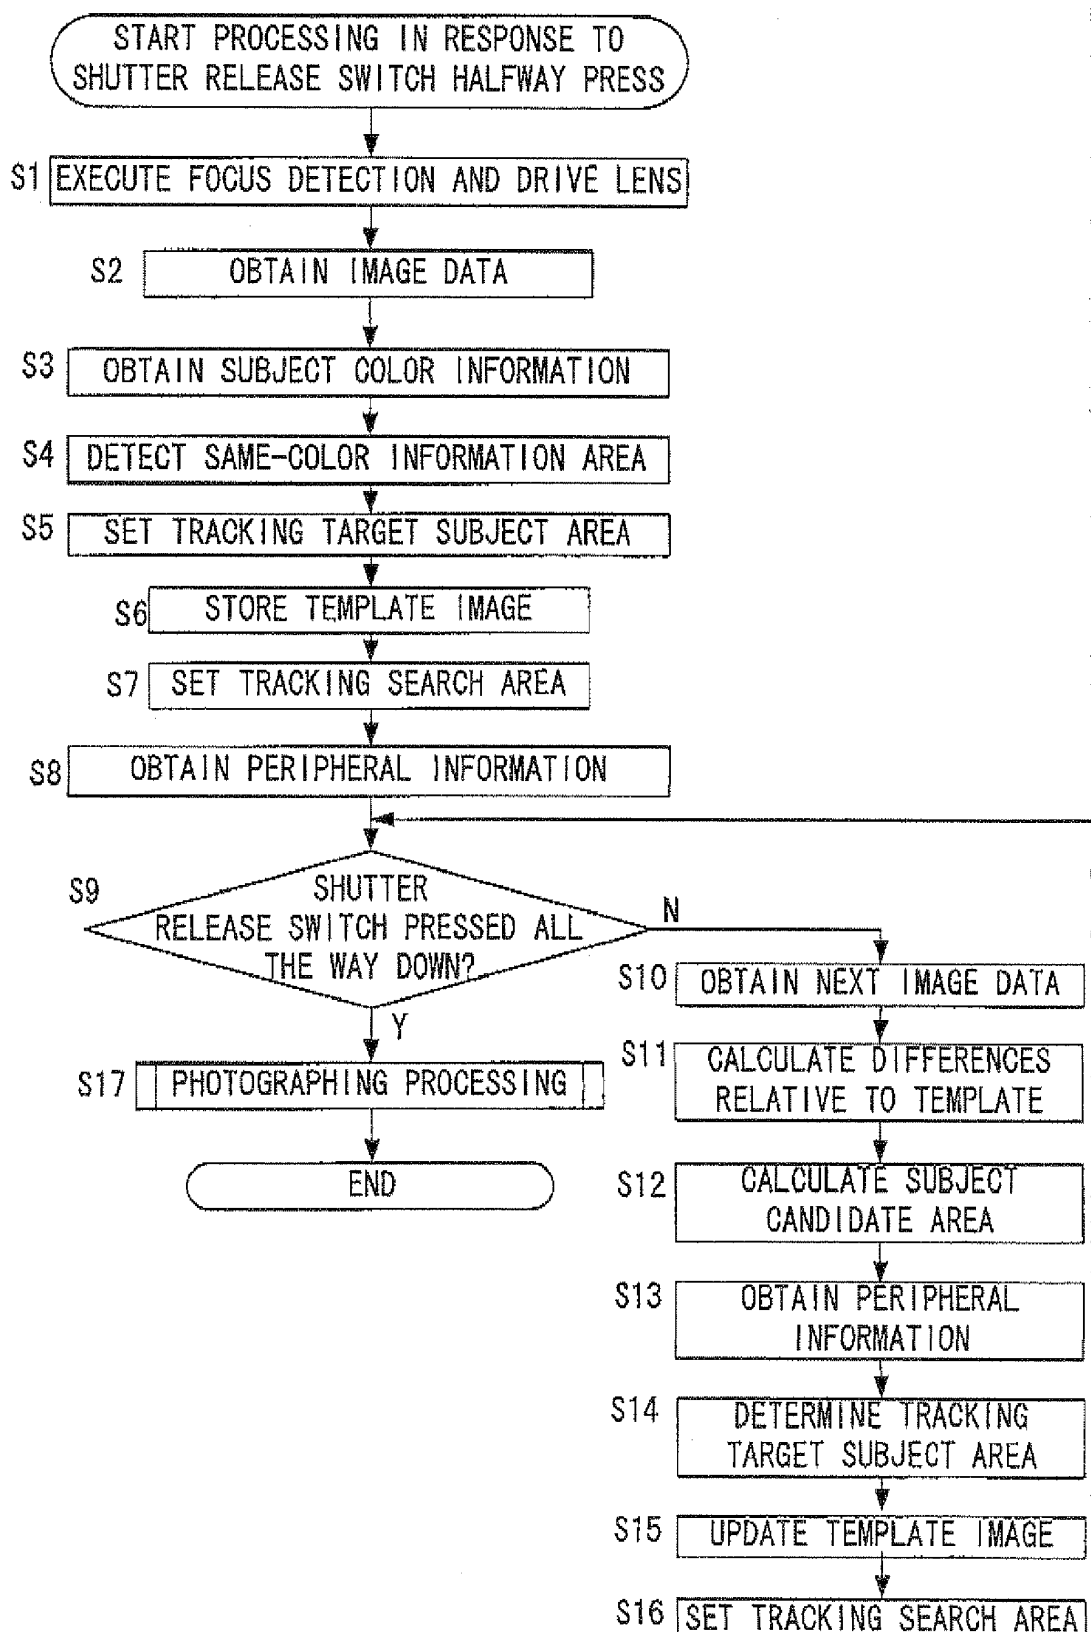 START PROCESSING IN RESPONSE TO
SHUTTER RELEASE SWITCH HALFWAY PRESS
S1 EXECUTE FOCUS DETECTION AND DRIVE LENS
S2 OBTAIN IMAGE DATA
S3 OBTAIN SUBJECT COLOR INFORMATION
S4 DETECT SAME-COLOR INFORMATION AREA
S5 SET TRACKING TARGET SUBJECT AREA
S6 STORE TEMPLATE IMAGE
S7 SET TRACKING SEARCH AREA
S8 OBTAIN PERIPHERAL INFORMATION
S9
SHUTTER
RELEASE SWITCH PRESSED ALL
THE WAY DOWN?
N
Y
S17 PHOTOGRAPHING PROCESSING
END
S10 OBTAIN NEXT IMAGE DATA
S11 CALCULATE DIFFERENCES
RELATIVE TO TEMPLATE
S12 CALCULATE SUBJECT
CANDIDATE AREA
S13 OBTAIN PERIPHERAL
INFORMATION
S14 DETERMINE TRACKING
TARGET SUBJECT AREA
S15 UPDATE TEMPLATE IMAGE
S16 SET TRACKING SEARCH AREA